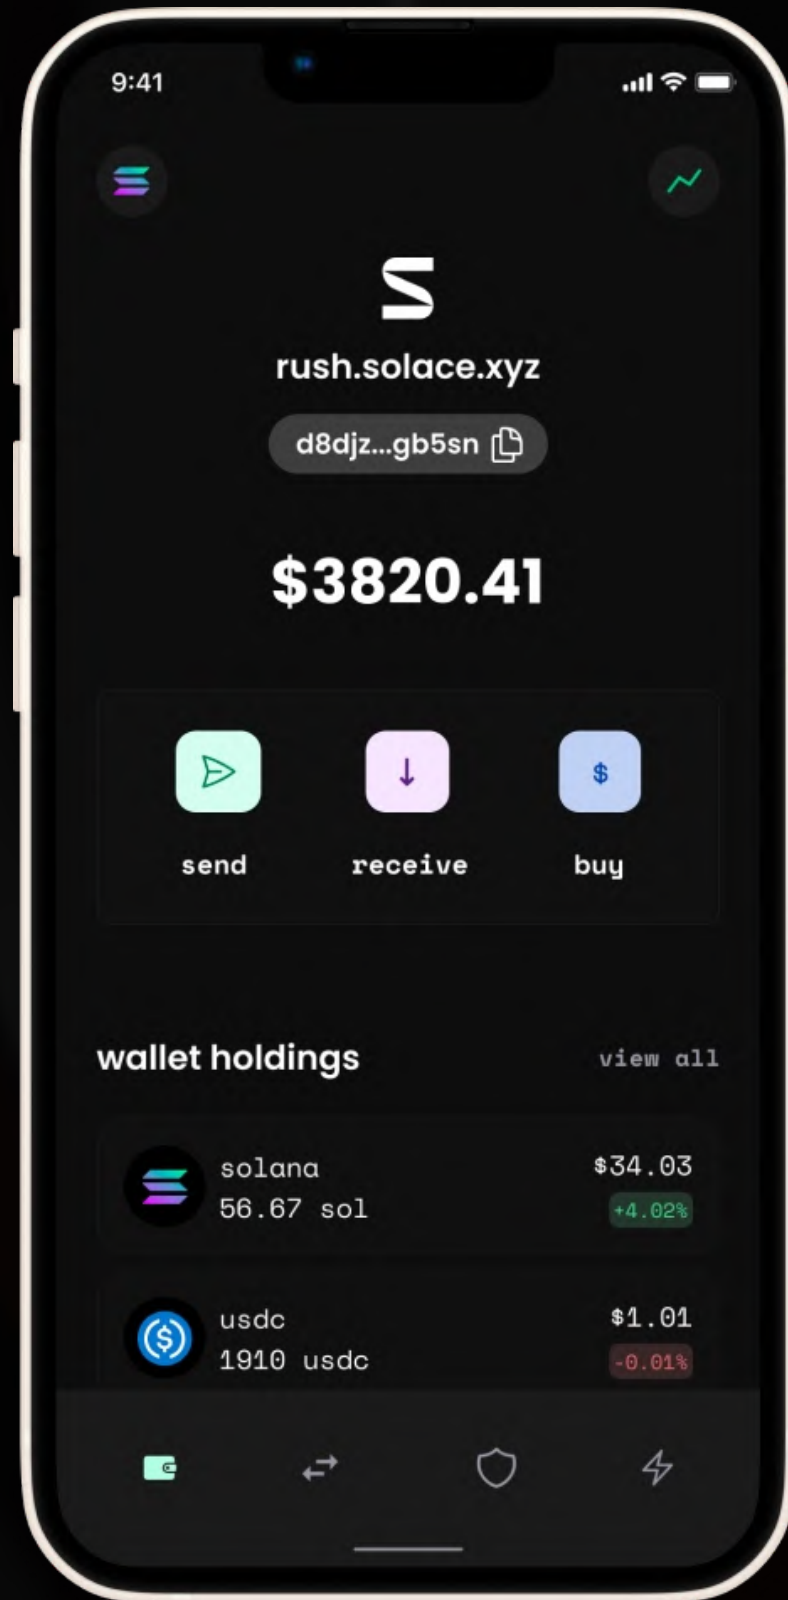 9:41
rush.solace.xyz
d8djz...gb5sn
$3820.41
send receive buy
wallet holdings view all
solana $34.03
56.67 sol +4.02%
usdc $1.01
1910 usdc -0.01%